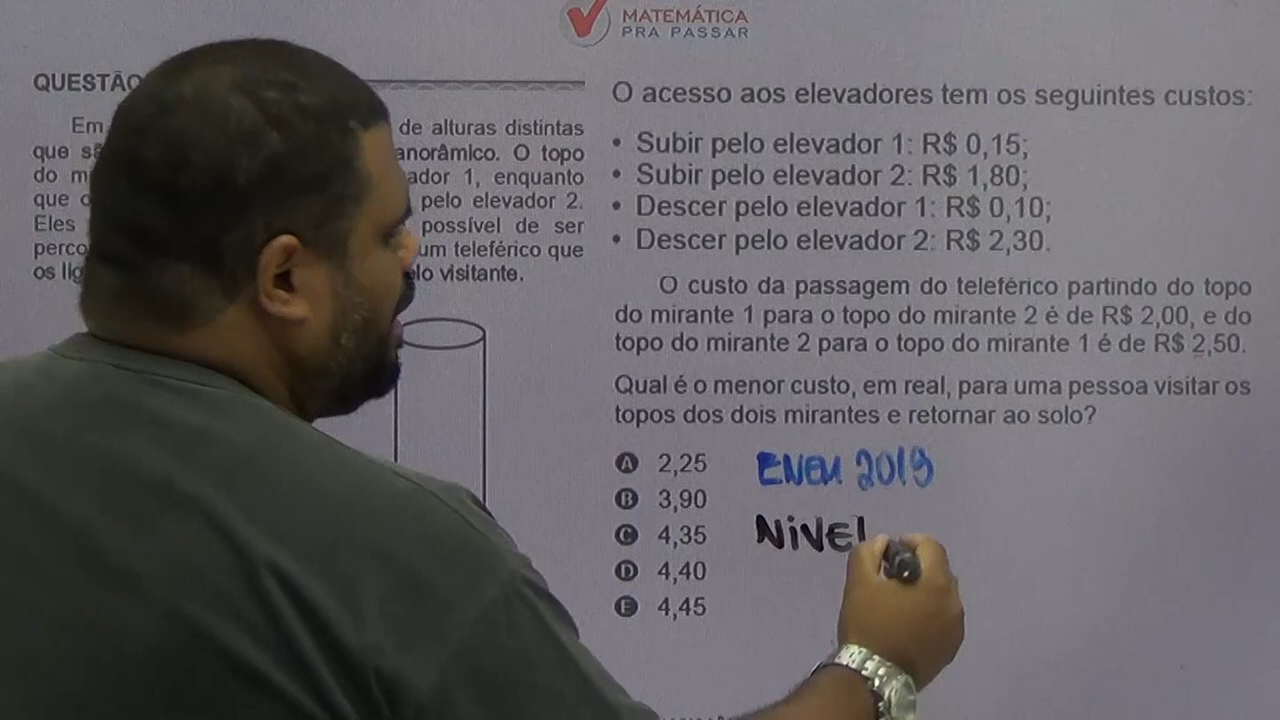 MATEMÁTICA
PRA PASSAR
QUESTÃO
Em de alturas distintas
que anorâmico. O topo
do ador 1, enquanto
que pelo elevador 2.
Eles possível de ser
perco um teleférico que
os lig lo visitante.
O acesso aos elevadores tem os seguintes custos:
• Subir pelo elevador 1: R$ 0,15;
• Subir pelo elevador 2: R$ 1,80;
• Descer pelo elevador 1: R$ 0,10;
• Descer pelo elevador 2: R$ 2,30.
O custo da passagem do teleférico partindo do topo
do mirante 1 para o topo do mirante 2 é de R$ 2,00, e do
topo do mirante 2 para o topo do mirante 1 é de R$ 2,50.
Qual é o menor custo, em real, para uma pessoa visitar os
topos dos dois mirantes e retornar ao solo?
A 2,25
B 3,90
C 4,35
D 4,40
E 4,45
ENEM 2019
NíVEL